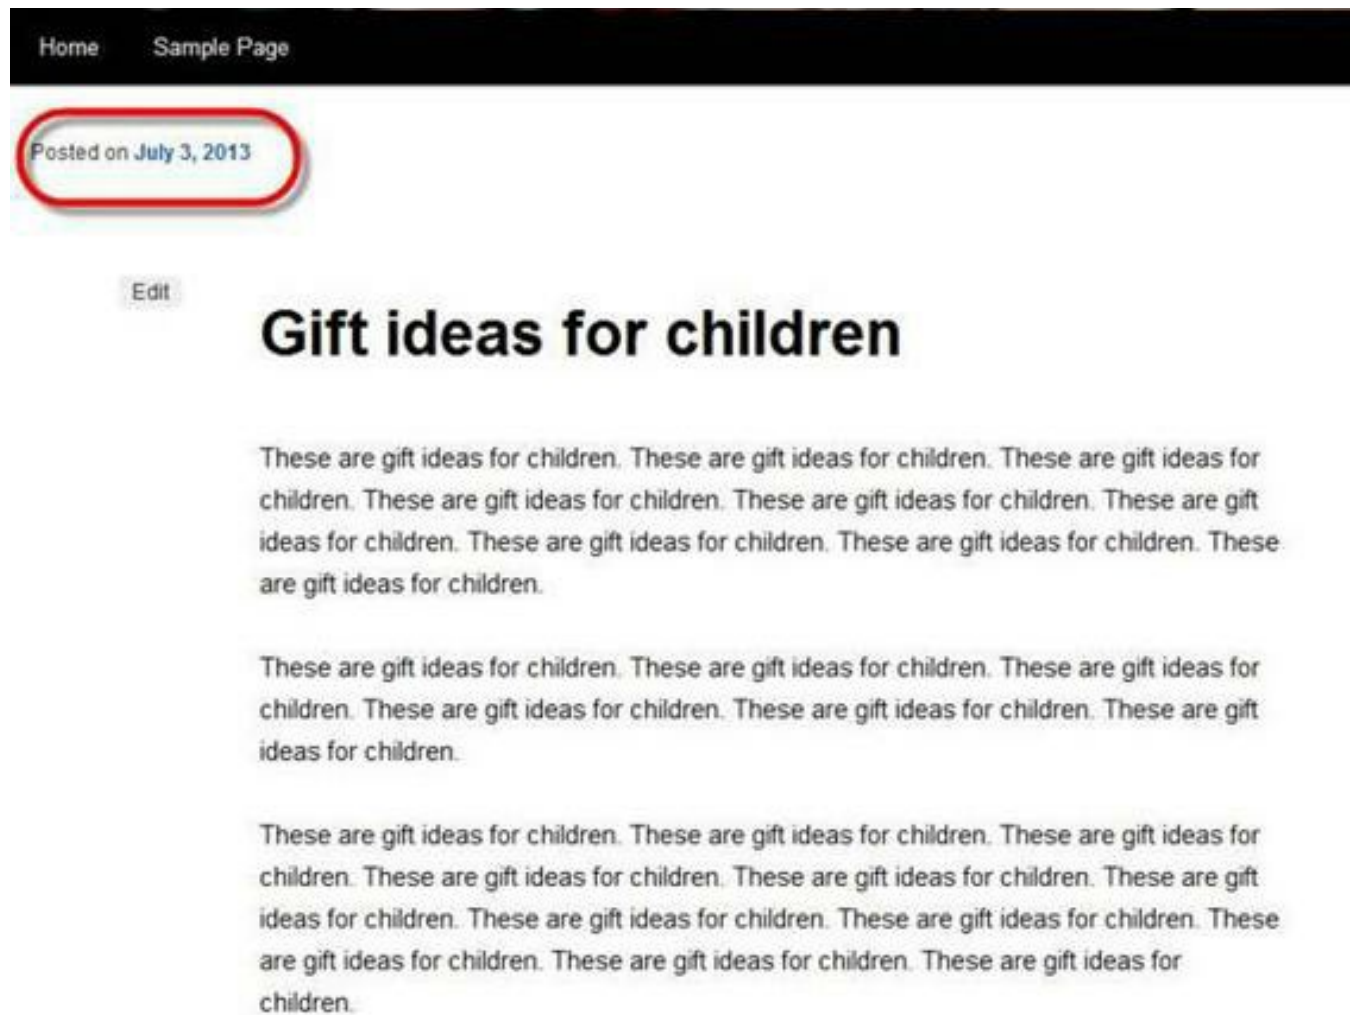 Home Sample Page
Posted on July 3, 2013
Edit
Gift ideas for children
These are gift ideas for children. These are gift ideas for children. These are gift ideas for
children. These are gift ideas for children. These are gift ideas for children. These are gift
ideas for children. These are gift ideas for children. These are gift ideas for children. These
are gift ideas for children.
These are gift ideas for children. These are gift ideas for children. These are gift ideas for
children. These are gift ideas for children. These are gift ideas for children. These are gift
ideas for children.
These are gift ideas for children. These are gift ideas for children. These are gift ideas for
children. These are gift ideas for children. These are gift ideas for children. These are gift
ideas for children. These are gift ideas for children. These are gift ideas for children. These
are gift ideas for children. These are gift ideas for children. These are gift ideas for
children.